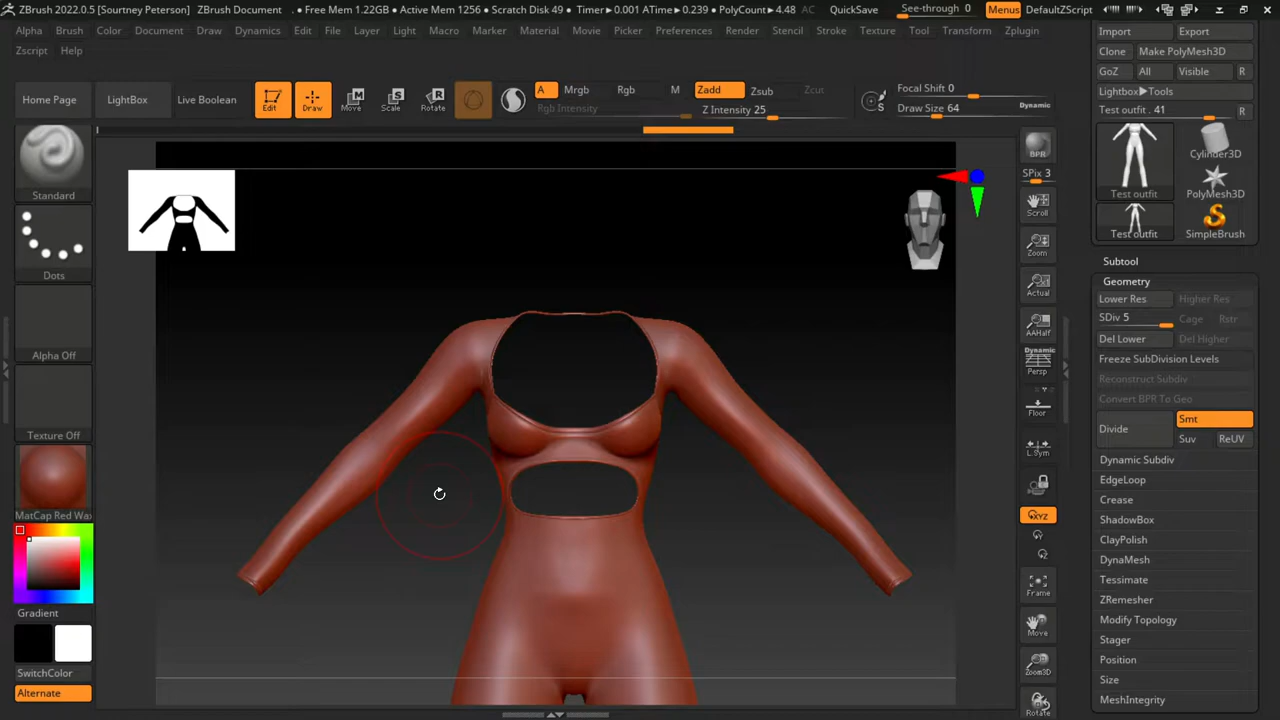 ZBrush 2022.0.5 [Sourtney Peterson] ZBrush Document . • Free Mem 1.22GB • Active Mem 1256 • Scratch Disk 49 • Timer▸0.001 ATime▸0.239 • PolyCount▸4.48 AC QuickSave See-through 0 Menus DefaultZScript
Alpha Brush Color Document Draw Dynamics Edit File Layer Light Macro Marker Material Movie Picker Preferences Render Stencil Stroke Texture Tool Transform Zplugin
Zscript Help
Home Page LightBox Live Boolean Edit Draw Move Scale Rotate
A Mrgb Rgb M Zadd Zsub Zcut
Rgb Intensity Z Intensity 25
Focal Shift 0
Draw Size 64 Dynamic
S
Standard
Dots
Alpha Off
Texture Off
MatCap Red Wa
Gradient
SwitchColor
Alternate
BPR
SPix 3
Scroll
Zoom
Actual
AAHalf
Dynamic
Persp
Floor
L.Sym
XYZ
Frame
Move
Zoom3D
Rotate
Import Export
Clone Make PolyMesh3D
GoZ All Visible R
Lightbox▸Tools
Test outfit . 41 R
Test outfit Cylinder3D
PolyMesh3D
Test outfit SimpleBrush
Subtool
Geometry
Lower Res Higher Res
SDiv 5 Cage Rstr
Del Lower Del Higher
Freeze SubDivision Levels
Reconstruct Subdiv
Convert BPR To Geo
Divide Smt
Suv ReUV
Dynamic Subdiv
EdgeLoop
Crease
ShadowBox
ClayPolish
DynaMesh
Tessimate
ZRemesher
Modify Topology
Stager
Position
Size
MeshIntegrity